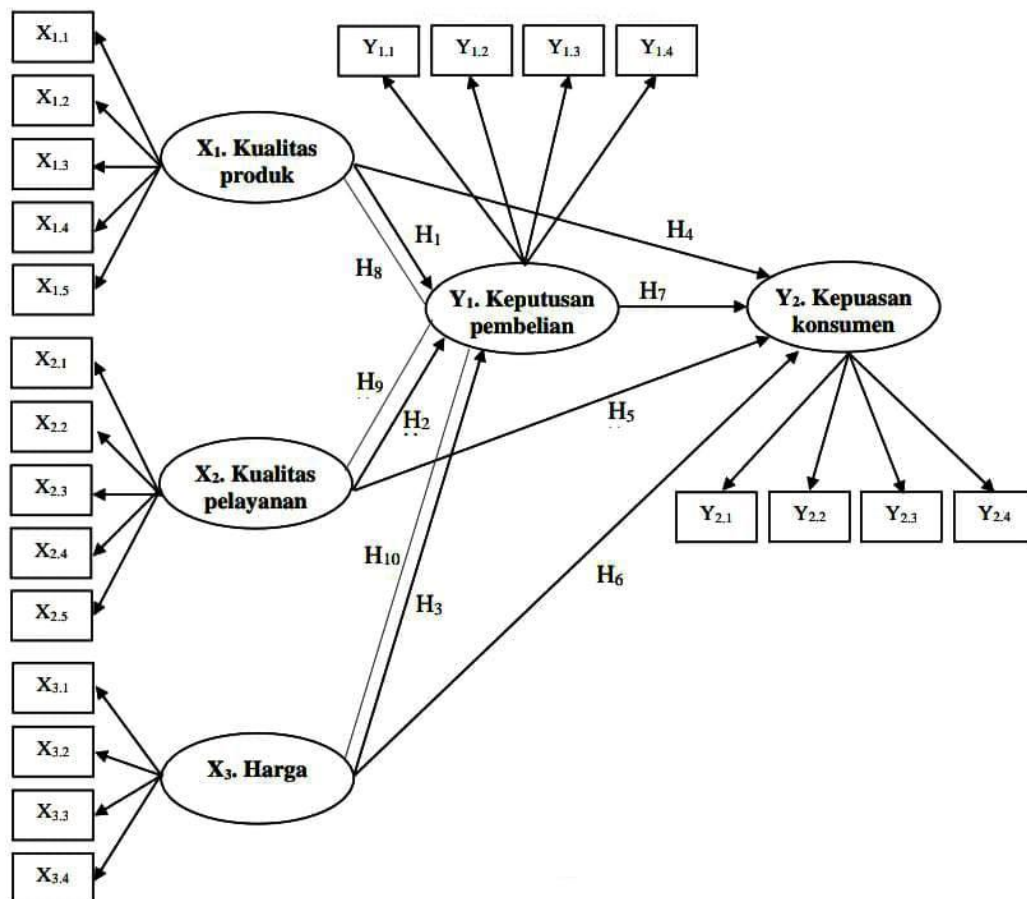 X1.1
X1.2
X1.3
X1.4
X1.5
Y1.1
Y1.2
Y1.3
Y1.4
X1. Kualitas
produk
H1
H8
H4
Y1. Keputusan
pembelian
H7
Y2. Kepuasan
konsumen
X2.1
X2.2
X2.3
X2.4
X2.5
H9
H2
H5
X2. Kualitas
pelayanan
Y2.1
Y2.2
Y2.3
Y2.4
H10
H3
H6
X3.1
X3.2
X3.3
X3.4
X3. Harga